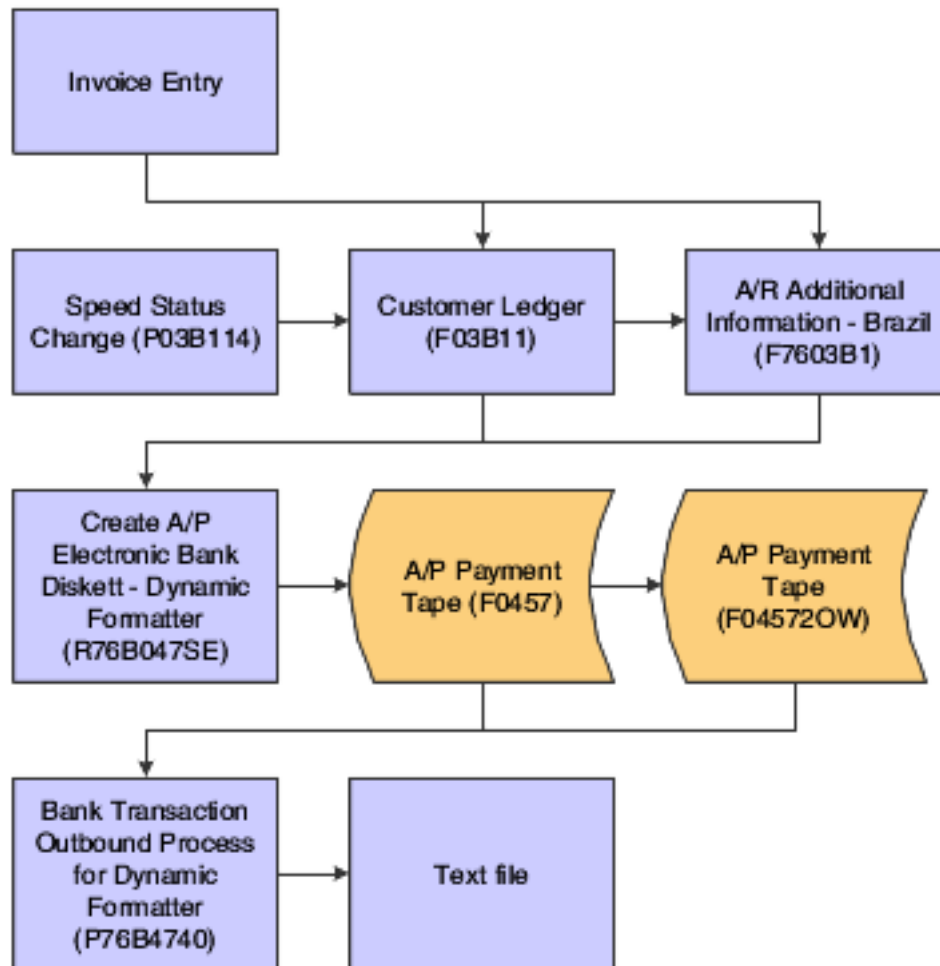 Invoice Entry
Speed Status
Change (P03B114)
Customer Ledger
(F03B11)
A/R Additional
Information - Brazil
(F7603B1)
Create A/P
Electronic Bank
Diskett - Dynamic
Formatter
(R76B047SE)
A/P Payment
Tape (F0457)
A/P Payment
Tape
(F04572OW)
Bank Transaction
Outbound Process
for Dynamic
Formatter
(P76B4740)
Text file